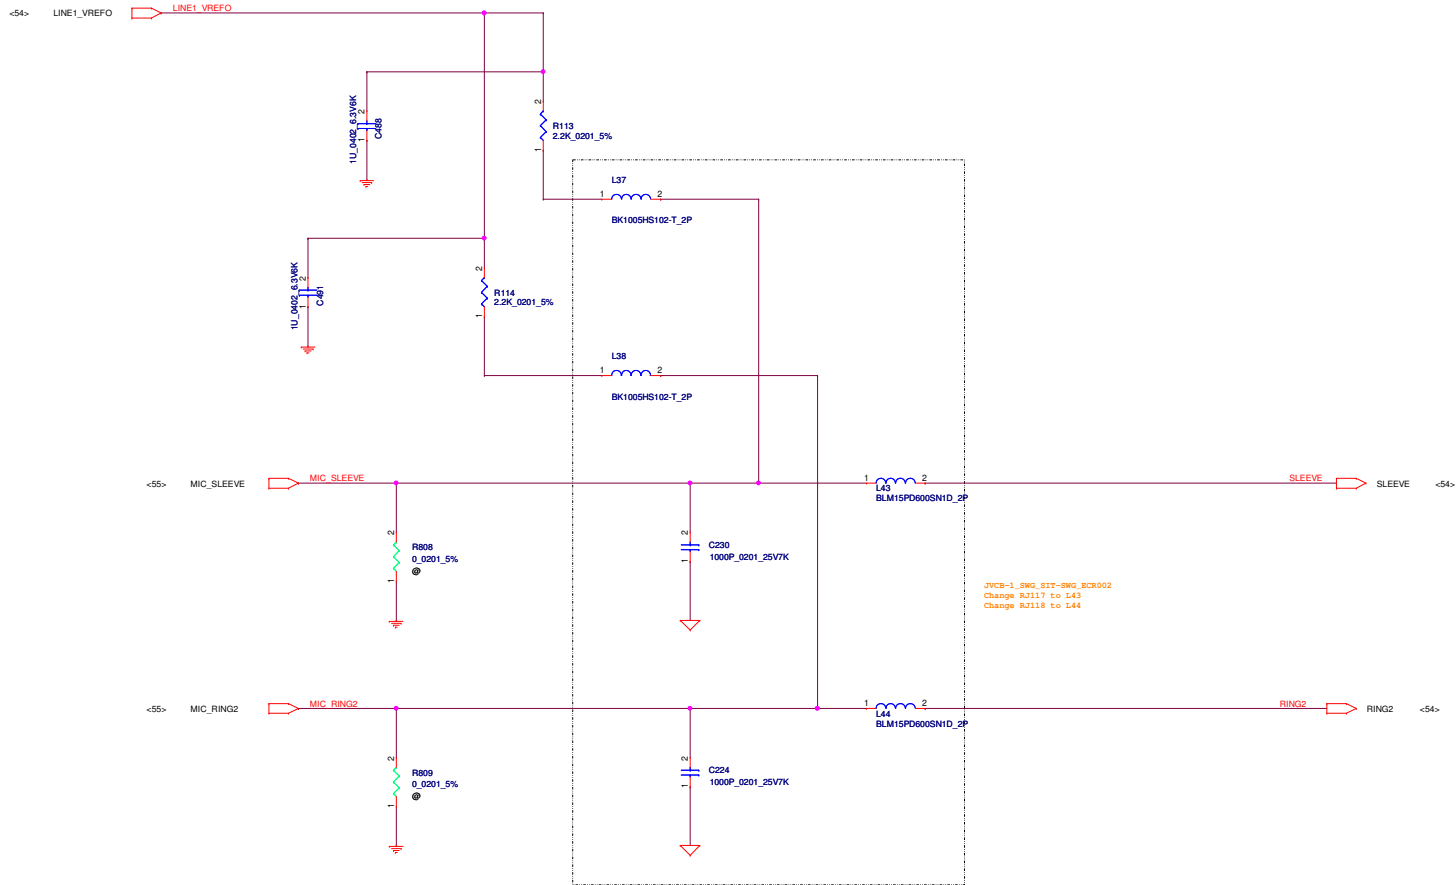 <54> LINE1_VREFO LINE1_VREFO
2
1
1U_0402_6.3V6K
C488
2
1
R113
2.2K_0201_5%
L37
1 2
BK1005HS102-T_2P
2
1
1U_0402_6.3V6K
C491
2
1
R114
2.2K_0201_5%
L38
1 2
BK1005HS102-T_2P
<55> MIC_SLEEVE MIC_SLEEVE
1 2
L43
BLM15PD600SN1D_2P
SLEEVE SLEEVE <54>
2
1
R808
0_0201_5%
@
2
1
C230
1000P_0201_25V7K
JVCB-1_SWG_SIT-SWG_ECR002
Change RJ117 to L43
Change RJ118 to L44
<55> MIC_RING2 MIC_RING2
1 2
L44
BLM15PD600SN1D_2P
RING2 RING2 <54>
2
1
R809
0_0201_5%
@
2
1
C224
1000P_0201_25V7K